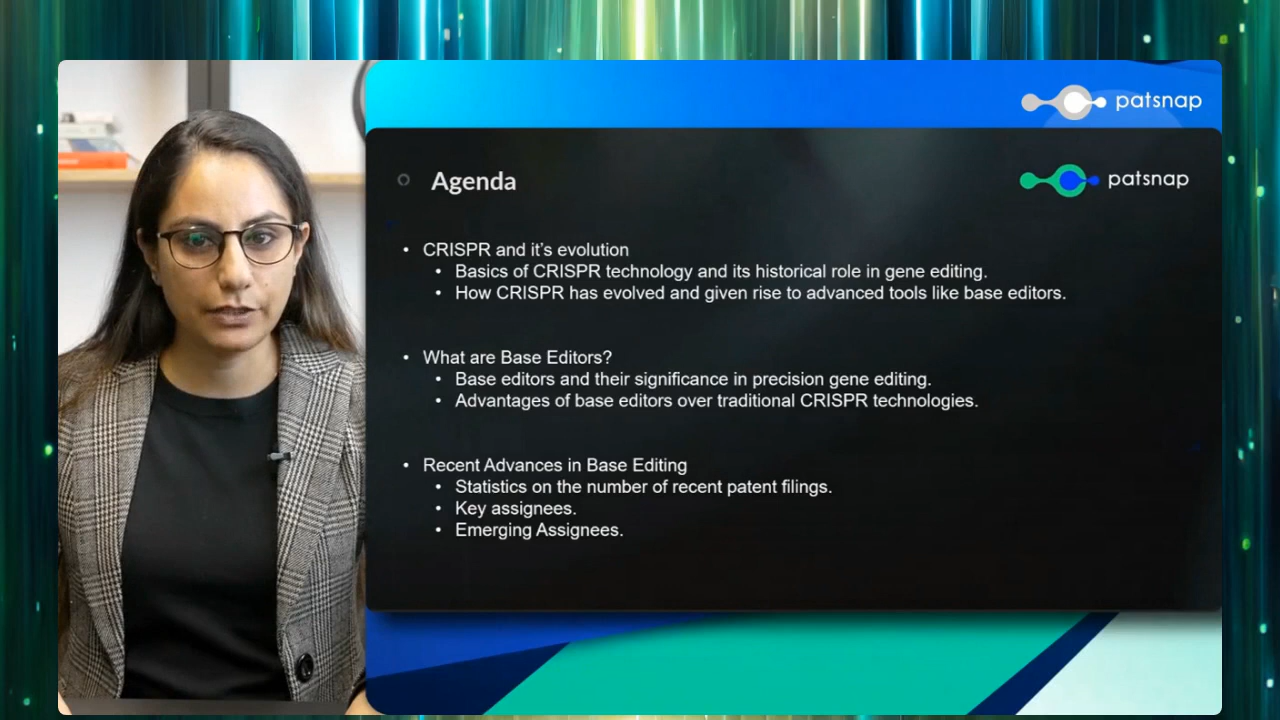 patsnap
Agenda
patsnap
• CRISPR and it's evolution
• Basics of CRISPR technology and its historical role in gene editing.
• How CRISPR has evolved and given rise to advanced tools like base editors.
• What are Base Editors?
• Base editors and their significance in precision gene editing.
• Advantages of base editors over traditional CRISPR technologies.
• Recent Advances in Base Editing
• Statistics on the number of recent patent filings.
• Key assignees.
• Emerging Assignees.